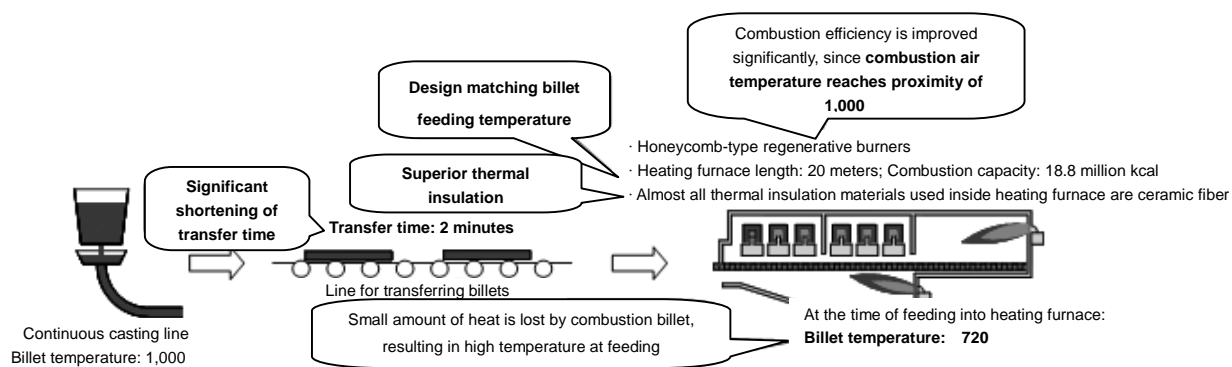 Combustion efficiency is improved
significantly, since combustion air
temperature reaches proximity of
1,000
Design matching billet
feeding temperature
· Honeycomb-type regenerative burners
· Heating furnace length: 20 meters; Combustion capacity: 18.8 million kcal
· Almost all thermal insulation materials used inside heating furnace are ceramic fiber
Superior thermal
insulation
Significant
shortening of
transfer time
Transfer time: 2 minutes
Line for transferring billets
Continuous casting line
Billet temperature: 1,000
Small amount of heat is lost by combustion billet,
resulting in high temperature at feeding
At the time of feeding into heating furnace:
Billet temperature: 720